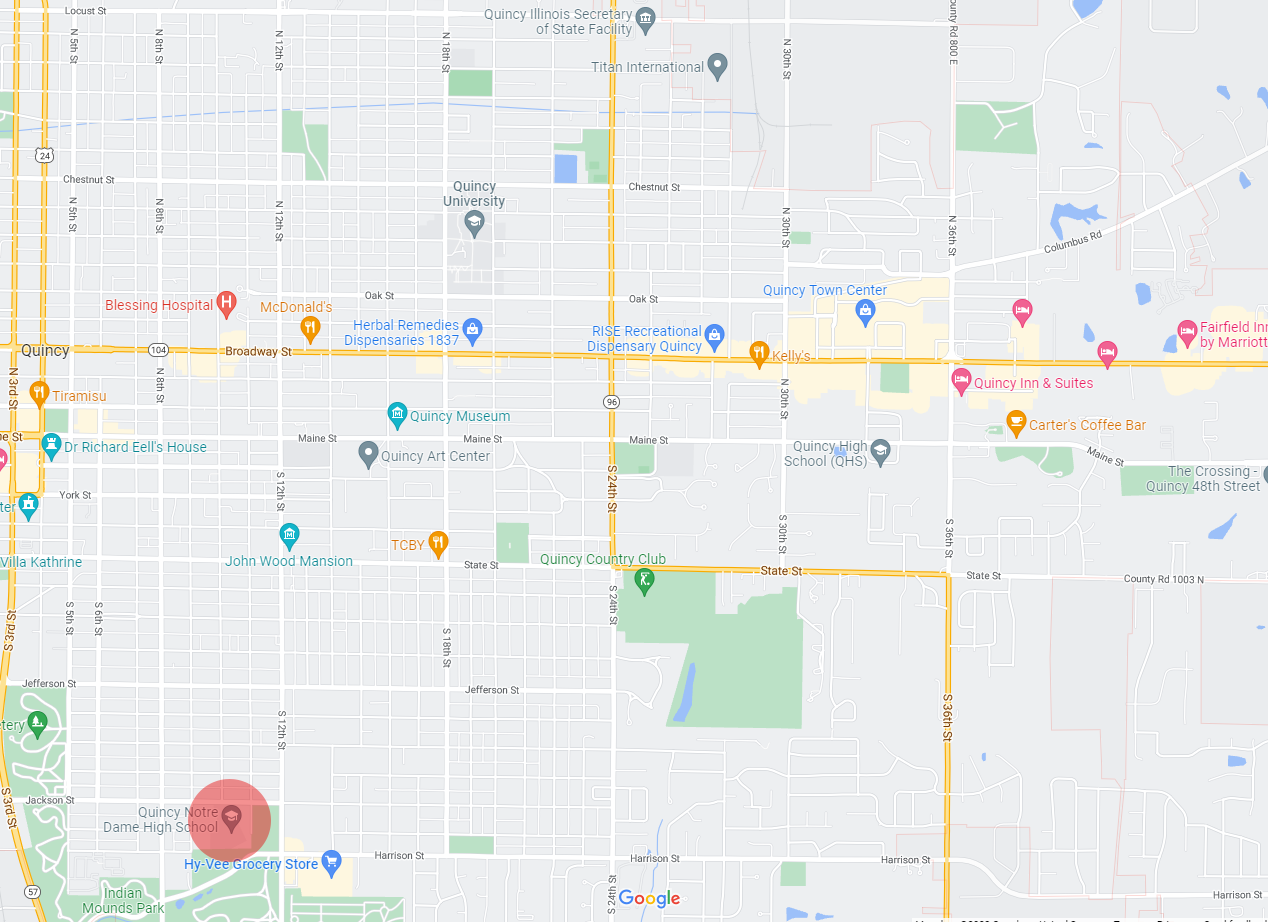 Locust St
Quincy Illinois Secretary
of State Facility
N 5th St
N 8th St
N 12th St
N 18th St
N 30th St
County Rd 800 E
Titan International
24
Chestnut St
Chestnut St
Quincy
University
N 5th St
N 8th St
N 12th St
N 30th St
N 36th St
Columbus Rd
Oak St
Oak St
Quincy Town Center
Blessing Hospital
McDonald's
Herbal Remedies
Dispensaries 1837
RISE Recreational
Dispensary Quincy
Fairfield Inn
by Marriott
Quincy
104
Broadway St
Kelly's
N 3rd St
N 8th St
N 30th St
Quincy Inn & Suites
Tiramisu
96
Quincy Museum
Carter's Coffee Bar
ne St
Maine St
Maine St
Maine St
Maine St
Dr Richard Eell's House
Quincy Art Center
Quincy High
School (QHS)
The Crossing -
Quincy 48th Street
S 12th St
S 24th St
York St
ter
S 30th St
S 36th St
TCBY
Villa Kathrine
John Wood Mansion
State St
Quincy Country Club
State St
State St
County Rd 1003 N
S 3rd St
S 5th St
S 6th St
S 18th St
S 24th St
Jefferson St
Jefferson St
etery
S 12th St
S 36th St
S 3rd St
Jackson St
Quincy Notre
Dame High School
Hy-Vee Grocery Store
Harrison St
Harrison St
Harrison St
Harrison St
57
Indian
Mounds Park
S 24th St
Google